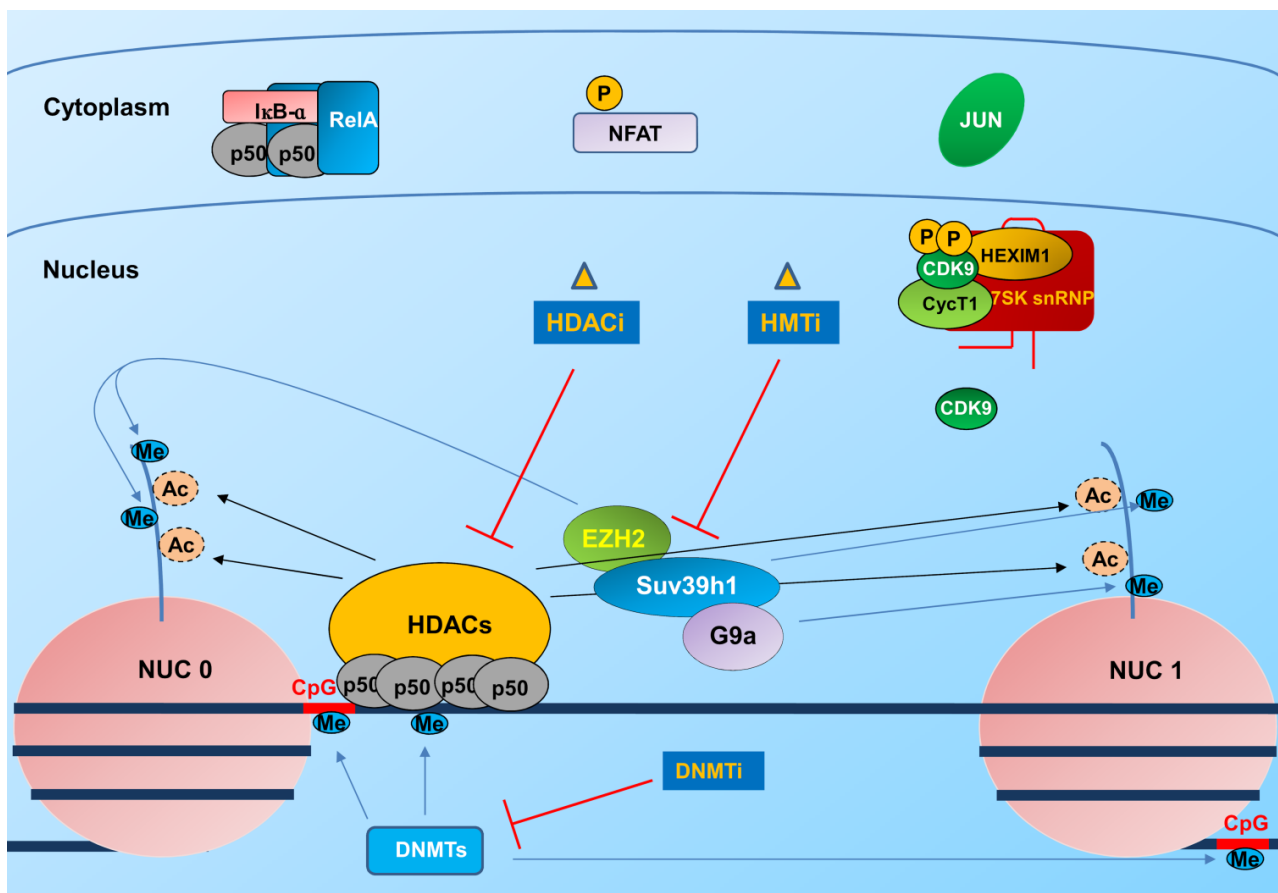 Cytoplasm
IκB-α
RelA
p50
p50
P
NFAT
JUN
Nucleus
P
P
HEXIM1
CDK9
CycT1
7SK snRNP
HDACi
HMTi
CDK9
Me
Ac
Me
Ac
EZH2
Suv39h1
G9a
HDACs
Ac
Me
Ac
Me
NUC 0
NUC 1
CpG
p50
p50
p50
p50
Me
Me
DNMTi
DNMTs
CpG
Me